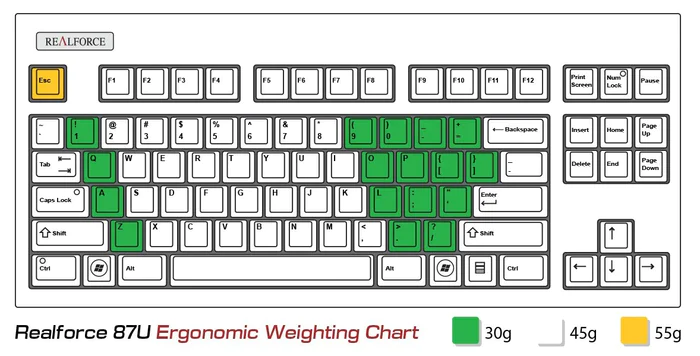 REALFORCE
Esc F1 F2 F3 F4 F5 F6 F7 F8 F9 F10 F11 F12 Print Screen Num Lock Pause
~ ` ! 1 @ 2 # 3 $ 4 % 5 ^ 6 & 7 * 8 ( 9 ) 0 _ - + = ← Backspace Insert Home Page Up
Tab Q W E R T Y U I O P { [ } ] Delete End Page Down
Caps Lock A S D F G H J K L : ; " ' Enter
⇧ Shift Z X C V B N M < , > . ? / ⇧ Shift ↑
Ctrl Alt Alt Ctrl ← ↓ →
Realforce 87U Ergonomic Weighting Chart 30g 45g 55g